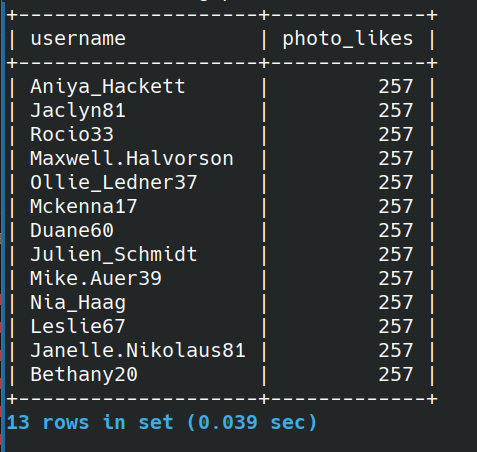 +--------------------+-------------+
| username           | photo_likes |
+--------------------+-------------+
| Aniya_Hackett      |         257 |
| Jaclyn81           |         257 |
| Rocio33            |         257 |
| Maxwell.Halvorson  |         257 |
| Ollie_Ledner37     |         257 |
| Mckenna17          |         257 |
| Duane60            |         257 |
| Julien_Schmidt     |         257 |
| Mike.Auer39        |         257 |
| Nia_Haag           |         257 |
| Leslie67           |         257 |
| Janelle.Nikolaus81 |         257 |
| Bethany20          |         257 |
+--------------------+-------------+
13 rows in set (0.039 sec)